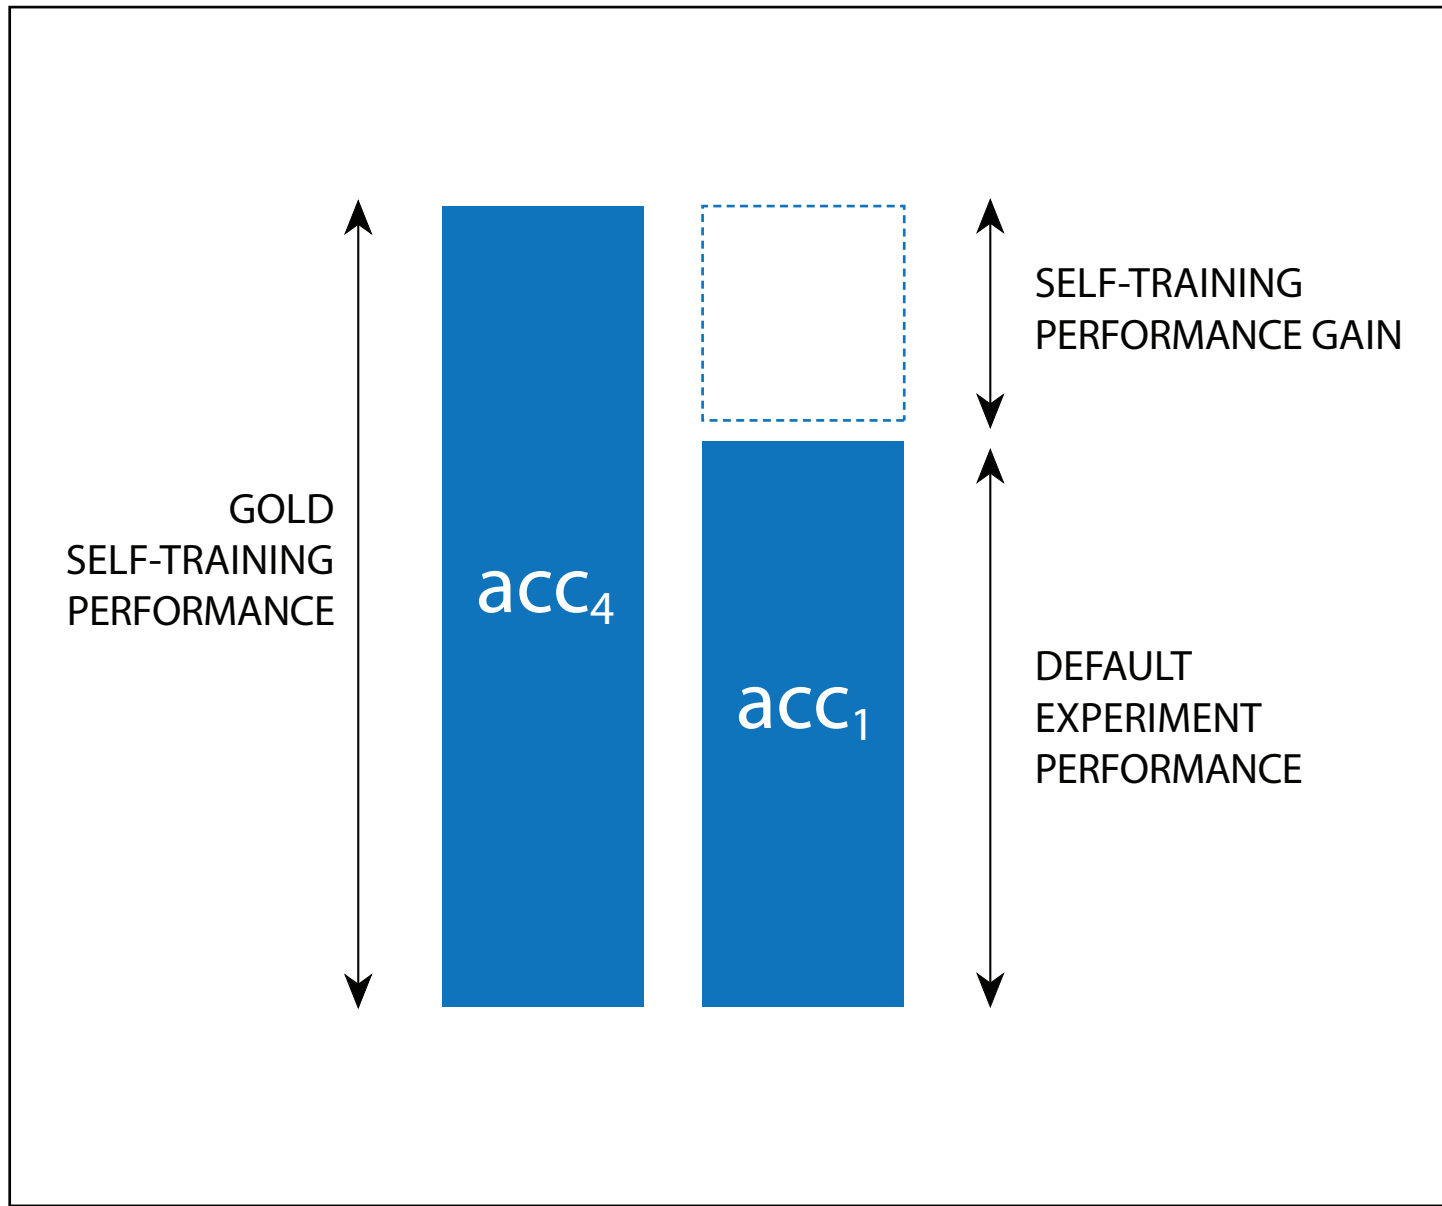 GOLD
SELF-TRAINING
PERFORMANCE
acc₄
acc₁
SELF-TRAINING
PERFORMANCE GAIN
DEFAULT
EXPERIMENT
PERFORMANCE